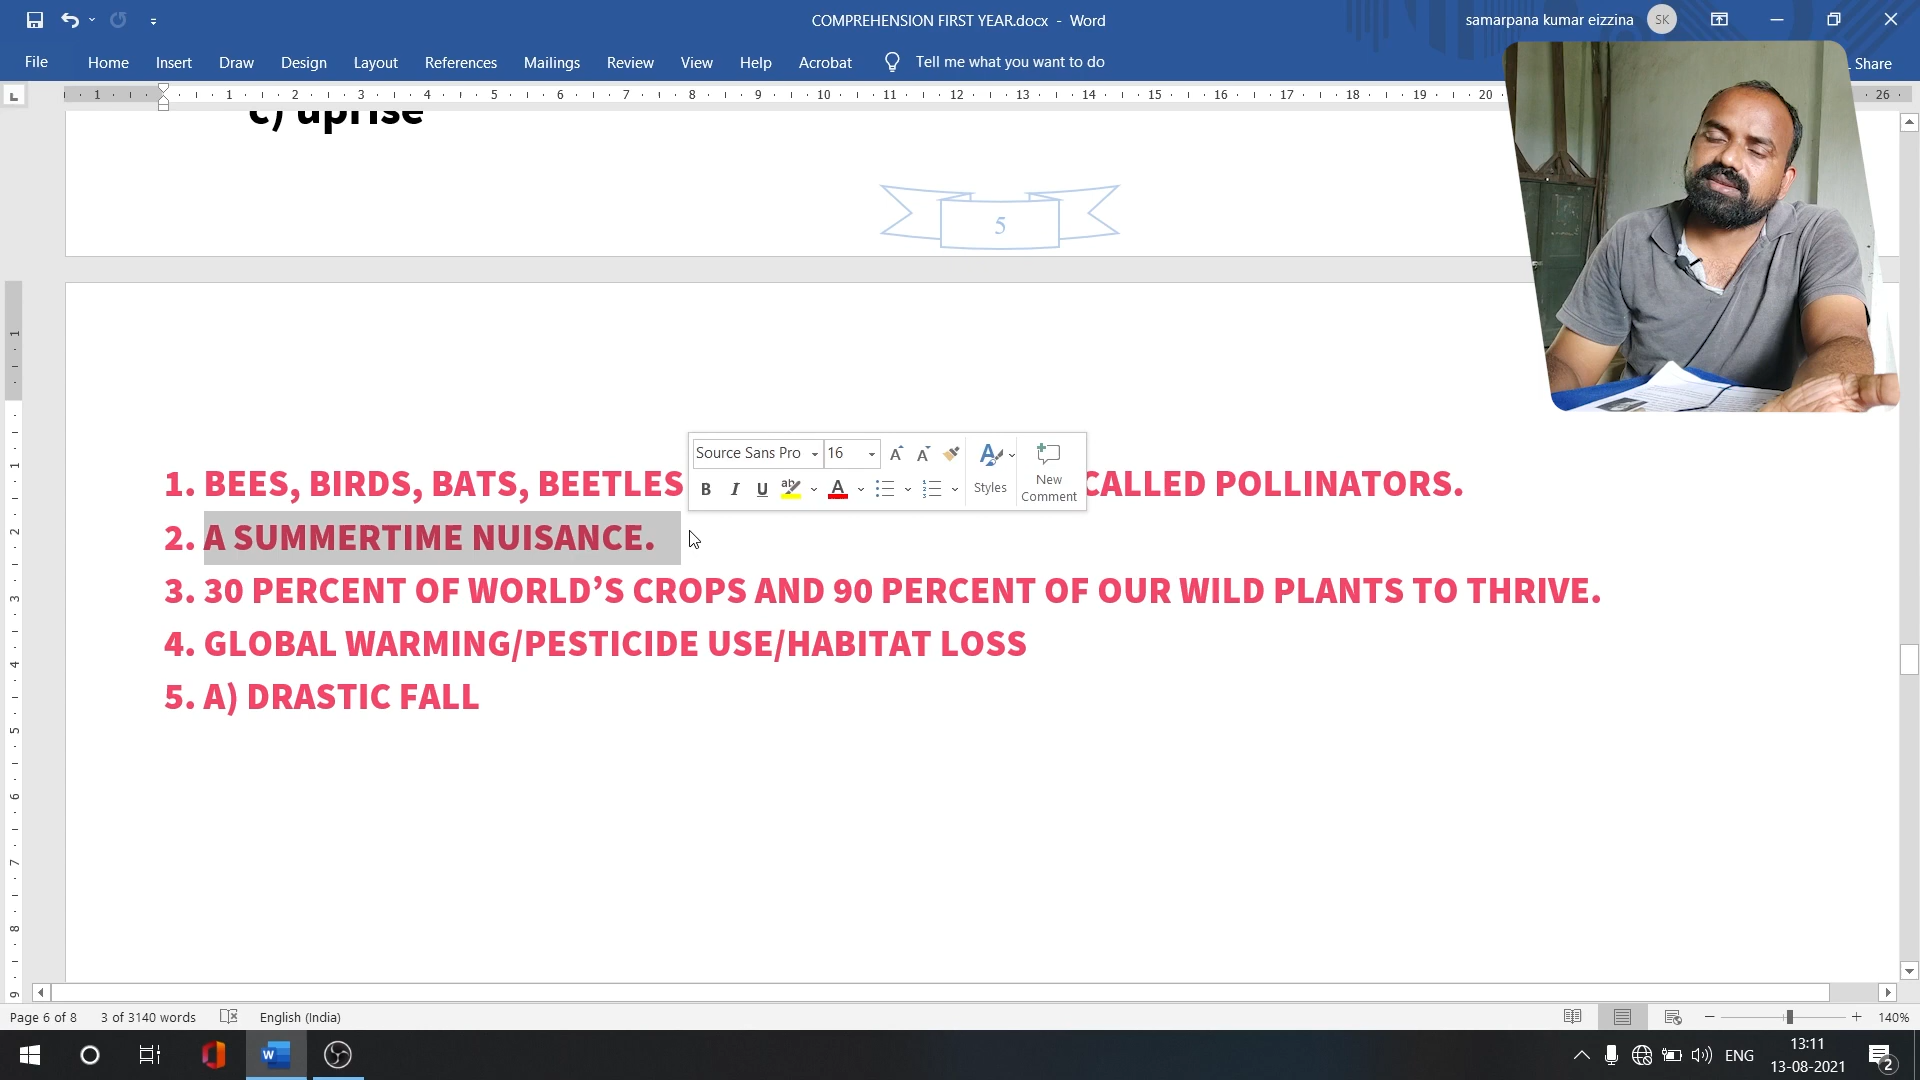 COMPREHENSION FIRST YEAR.docx - Word
samarpana kumar eizzina
SK
File Home Insert Draw Design Layout References Mailings Review View Help Acrobat Tell me what you want to do
Share
c) uprise
5
Source Sans Pro 16
Styles
New
Comment
1. BEES, BIRDS, BATS, BEETLES CALLED POLLINATORS.
2. A SUMMERTIME NUISANCE.
3. 30 PERCENT OF WORLD’S CROPS AND 90 PERCENT OF OUR WILD PLANTS TO THRIVE.
4. GLOBAL WARMING/PESTICIDE USE/HABITAT LOSS
5. A) DRASTIC FALL
Page 6 of 8 3 of 3140 words English (India) 140%
ENG
13:11
13-08-2021
2